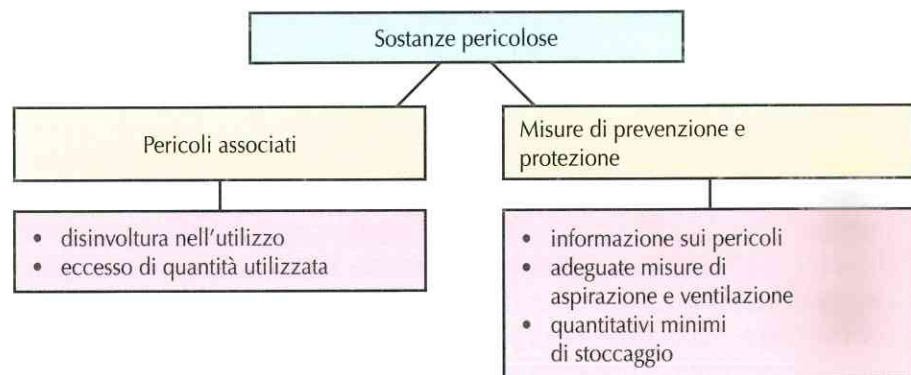 Sostanze pericolose
Pericoli associati
• disinvoltura nell'utilizzo
• eccesso di quantità utilizzata
Misure di prevenzione e
protezione
• informazione sui pericoli
• adeguate misure di
aspirazione e ventilazione
• quantitativi minimi
di stoccaggio